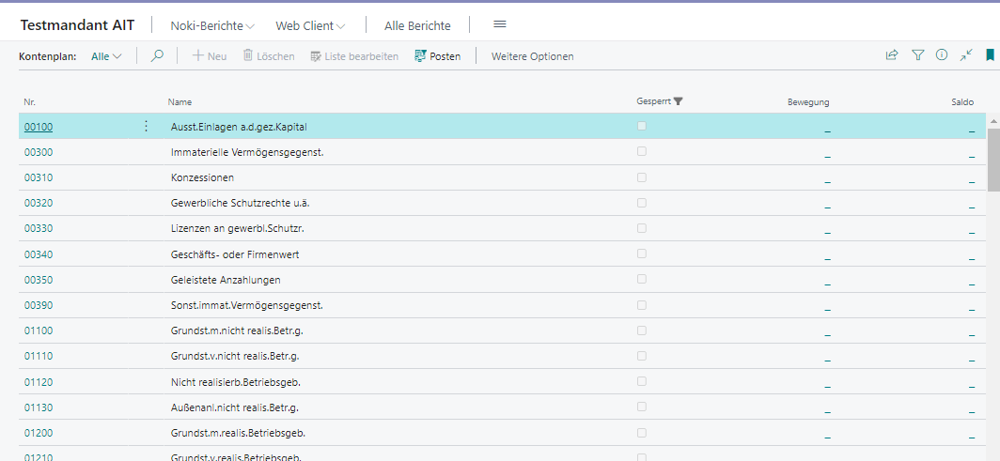 Testmandant AIT Noki-Berichte Web Client Alle Berichte
Kontenplan: Alle Neu Löschen Liste bearbeiten Posten Weitere Optionen
Nr. Name Gesperrt Bewegung Saldo
00100 Ausst.Einlagen a.d.gez.Kapital _ _
00300 Immaterielle Vermögensgegenst. _ _
00310 Konzessionen _ _
00320 Gewerbliche Schutzrechte u.ä. _ _
00330 Lizenzen an gewerbl.Schutzr. _ _
00340 Geschäfts- oder Firmenwert _ _
00350 Geleistete Anzahlungen _ _
00390 Sonst.immat.Vermögensgegenst. _ _
01100 Grundst.m.nicht realis.Betr.g. _ _
01110 Grundst.v.nicht realis.Betr.g. _ _
01120 Nicht realisierb.Betriebsgeb. _ _
01130 Außenanl.nicht realis.Betr.g. _ _
01200 Grundst.m.realis.Betriebsgeb. _ _
01210 Grundst.v.realis.Betriebsgeb.